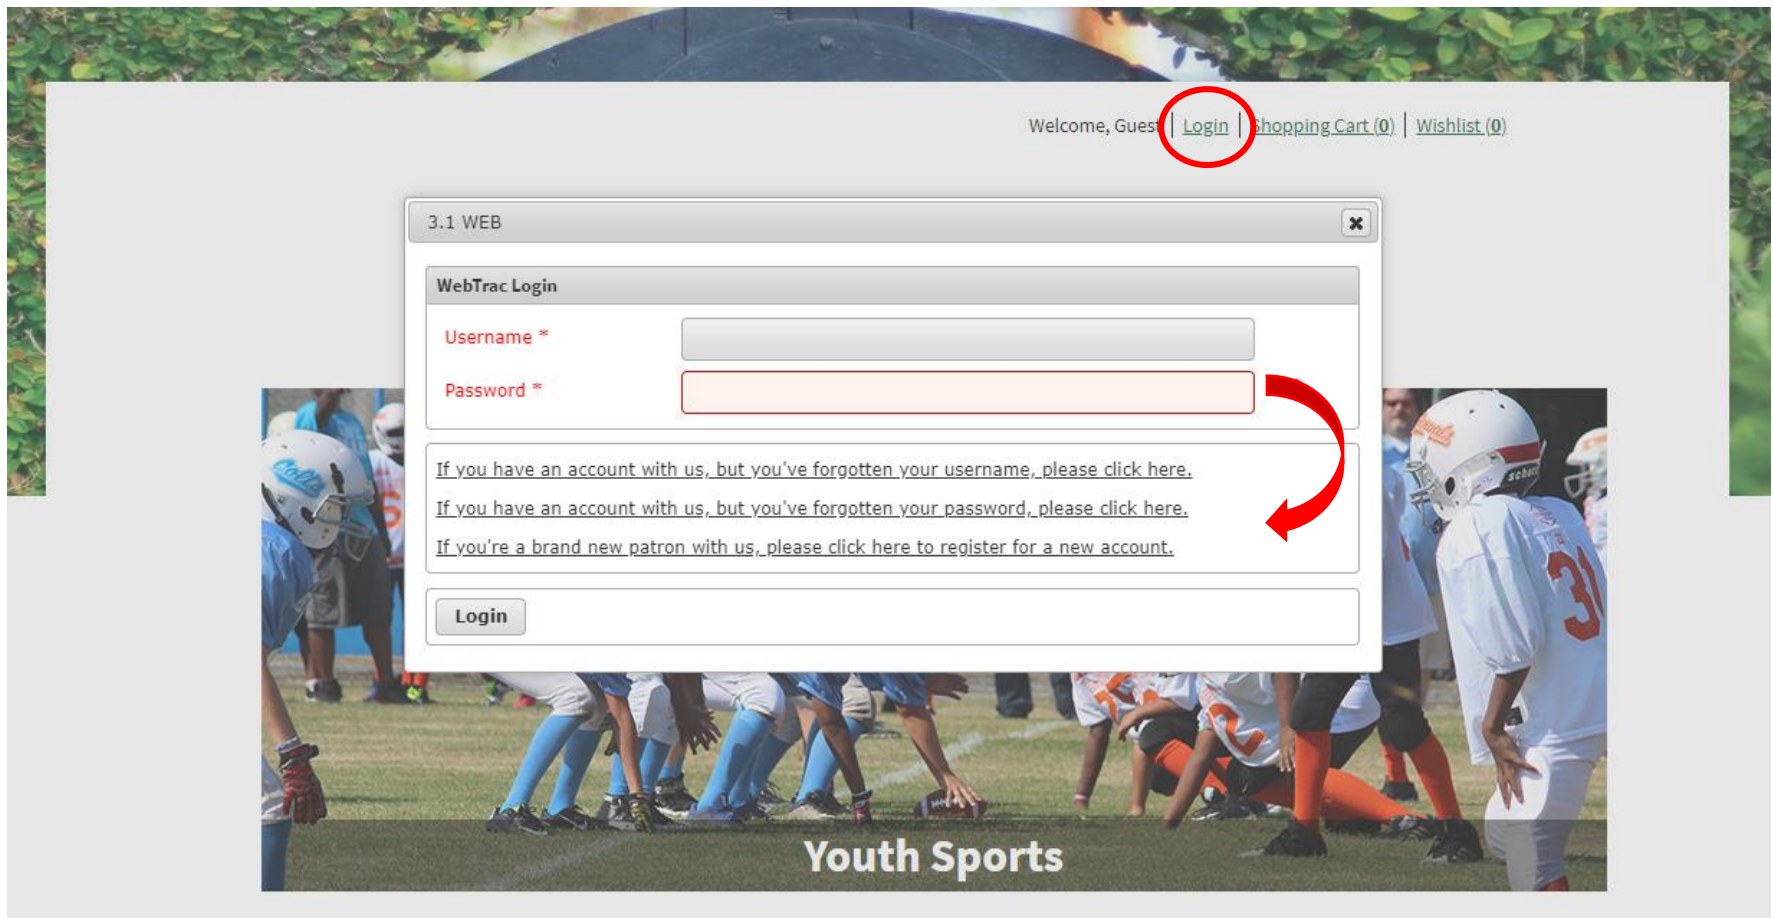 Welcome, Guest | Login | Shopping Cart (0) | Wishlist (0)
3.1 WEB
WebTrac Login
Username *
Password *
If you have an account with us, but you've forgotten your username, please click here.
If you have an account with us, but you've forgotten your password, please click here.
If you're a brand new patron with us, please click here to register for a new account.
Login
Colts
schutt
31
Youth Sports